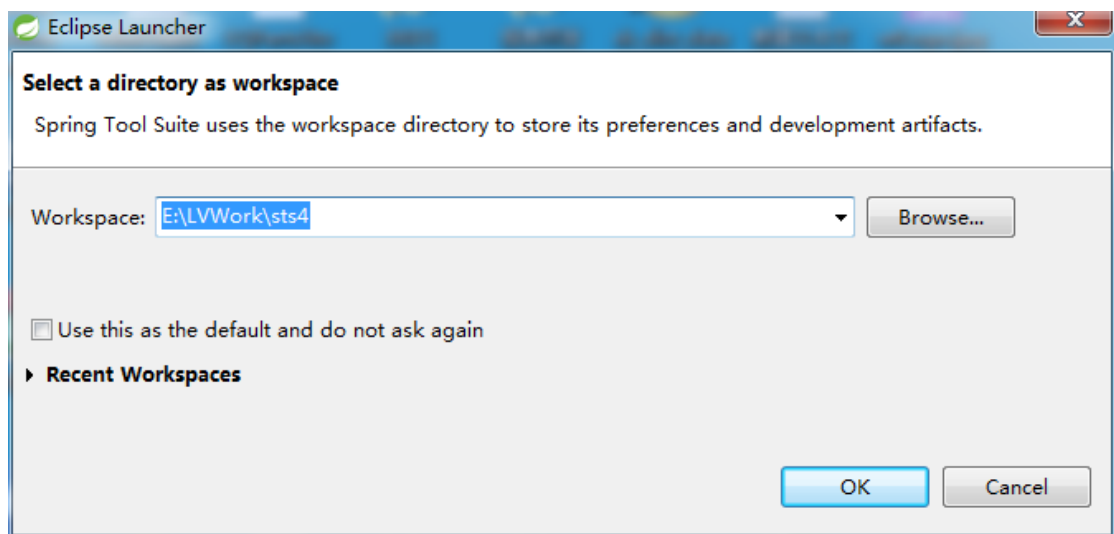 Eclipse Launcher
x
Select a directory as workspace
Spring Tool Suite uses the workspace directory to store its preferences and development artifacts.
Workspace: E:\LVWork\sts4 Browse...
Use this as the default and do not ask again
Recent Workspaces
OK Cancel